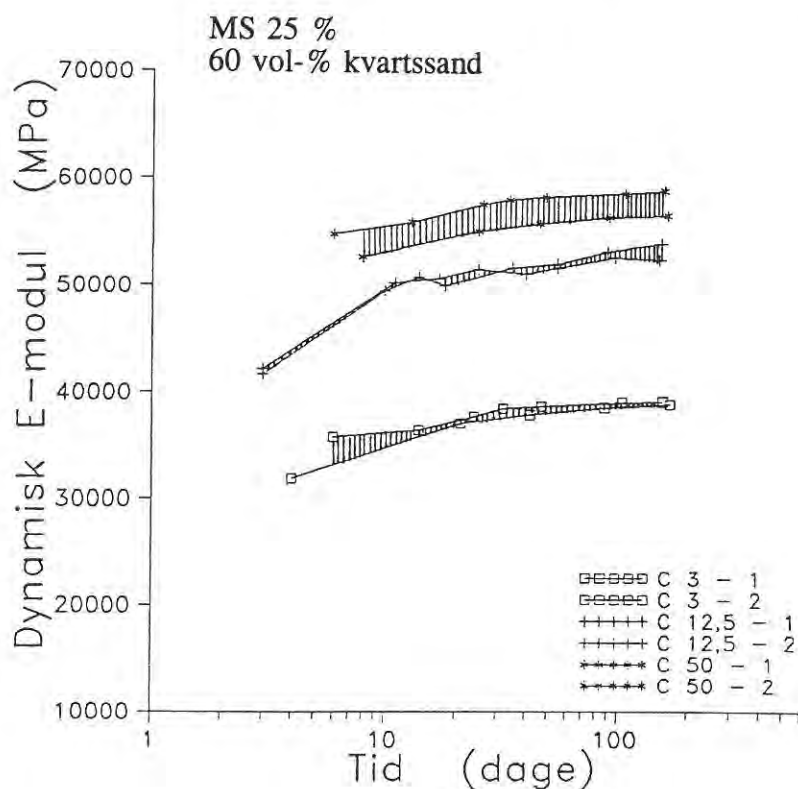 MS 25 %
60 vol-% kvartssand
70000
60000
50000
40000
30000
20000
10000
Dynamisk E-modul (MPa)
C 3 - 1
C 3 - 2
C 12,5 - 1
C 12,5 - 2
C 50 - 1
C 50 - 2
1
10
100
Tid (dage)